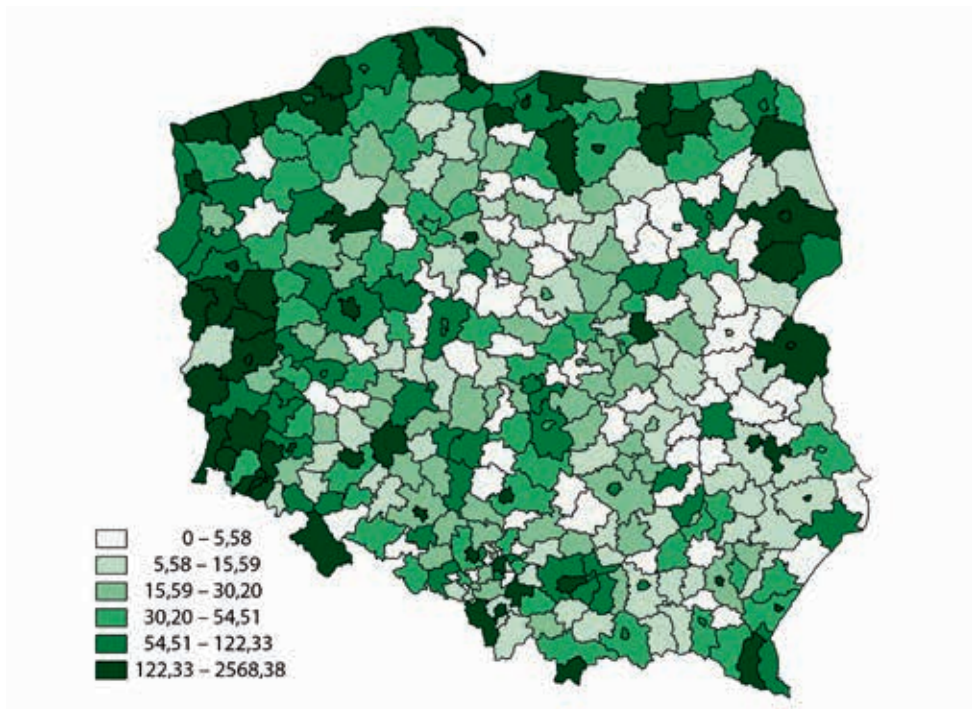 0 – 5,58
5,58 – 15,59
15,59 – 30,20
30,20 – 54,51
54,51 – 122,33
122,33 – 2568,38